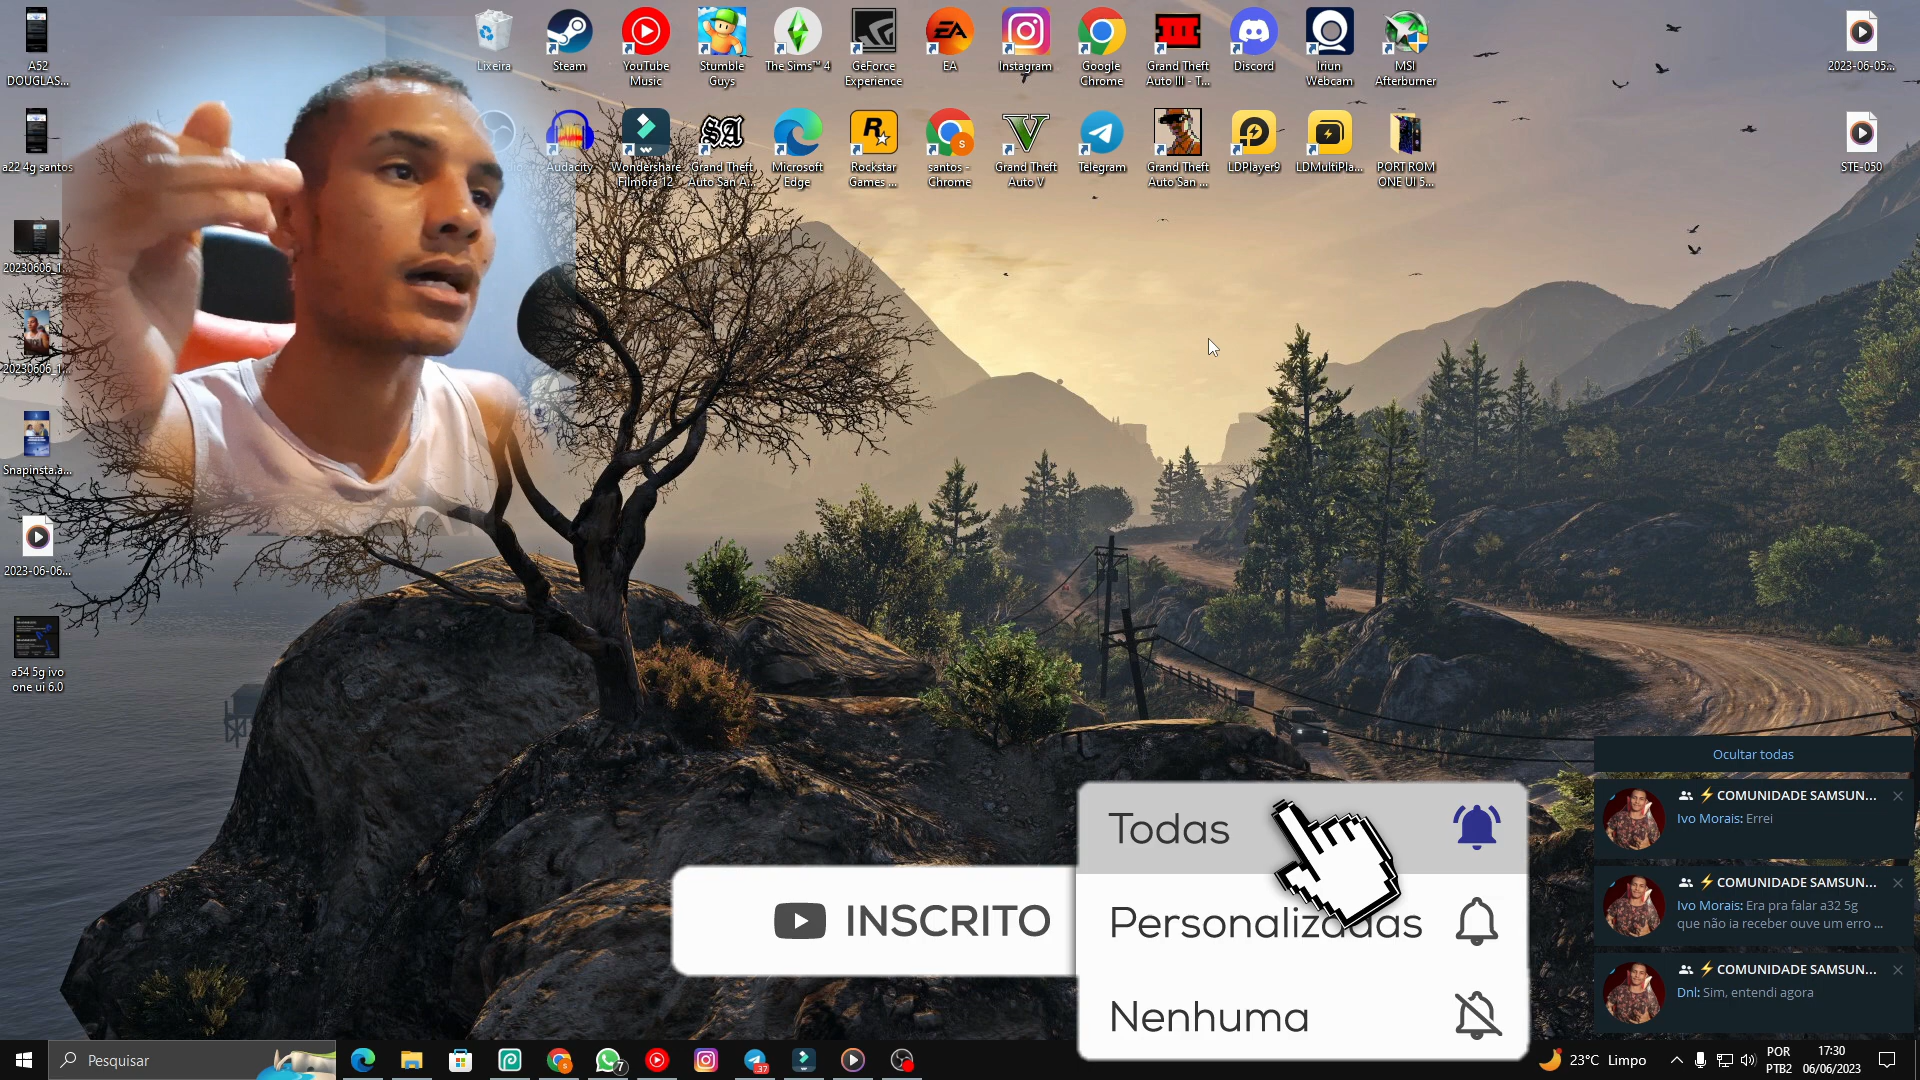 A52
DOUGLAS...
a22 4g santos
20230606_1...
20230606_1...
Snapinsta.a...
2023-06-06...
a54 5g ivo
one ui 6.0
Lixeira
Steam
YouTube
Music
Stumble
Guys
The Sims™ 4
GeForce
Experience
EA
Instagram
Google
Chrome
Grand Theft
Auto III - T...
Discord
Iriun
Webcam
MSI
Afterburner
Audacity
Wondershare
Filmora 12
Grand Theft
Auto San A...
Microsoft
Edge
Rockstar
Games ...
santos -
Chrome
Grand Theft
Auto V
Telegram
Grand Theft
Auto San ...
LDPlayer9
LDMultiPla...
PORT ROM
ONE UI 5...
2023-06-05...
STE-050
INSCRITO
Todas
Personalizadas
Nenhuma
Ocultar todas
⚡COMUNIDADE SAMSUN...
Ivo Morais: Errei
⚡COMUNIDADE SAMSUN...
Ivo Morais: Era pra falar a32 5g
que não ia receber ouve um erro ...
⚡COMUNIDADE SAMSUN...
Dnl: Sim, entendi agora
Pesquisar
7
37
23°C Limpo
POR
PTB2
17:30
06/06/2023